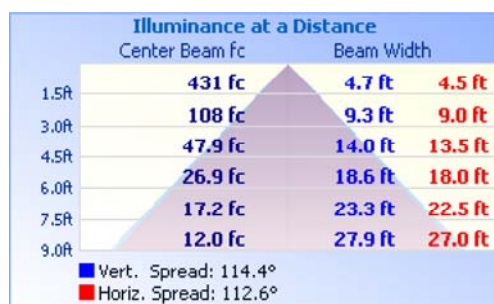 Illuminance at a Distance
Center Beam fc Beam Width
1.5ft 431 fc 4.7 ft 4.5 ft
3.0ft 108 fc 9.3 ft 9.0 ft
4.5ft 47.9 fc 14.0 ft 13.5 ft
6.0ft 26.9 fc 18.6 ft 18.0 ft
7.5ft 17.2 fc 23.3 ft 22.5 ft
9.0ft 12.0 fc 27.9 ft 27.0 ft
Vert. Spread: 114.4°
Horiz. Spread: 112.6°